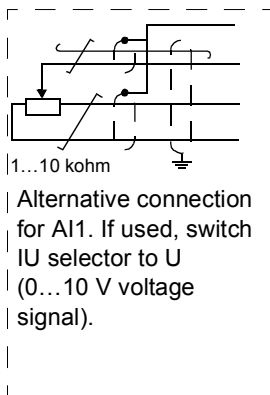 1…10 kohm
Alternative connection
for AI1. If used, switch
IU selector to U
(0…10 V voltage
signal).